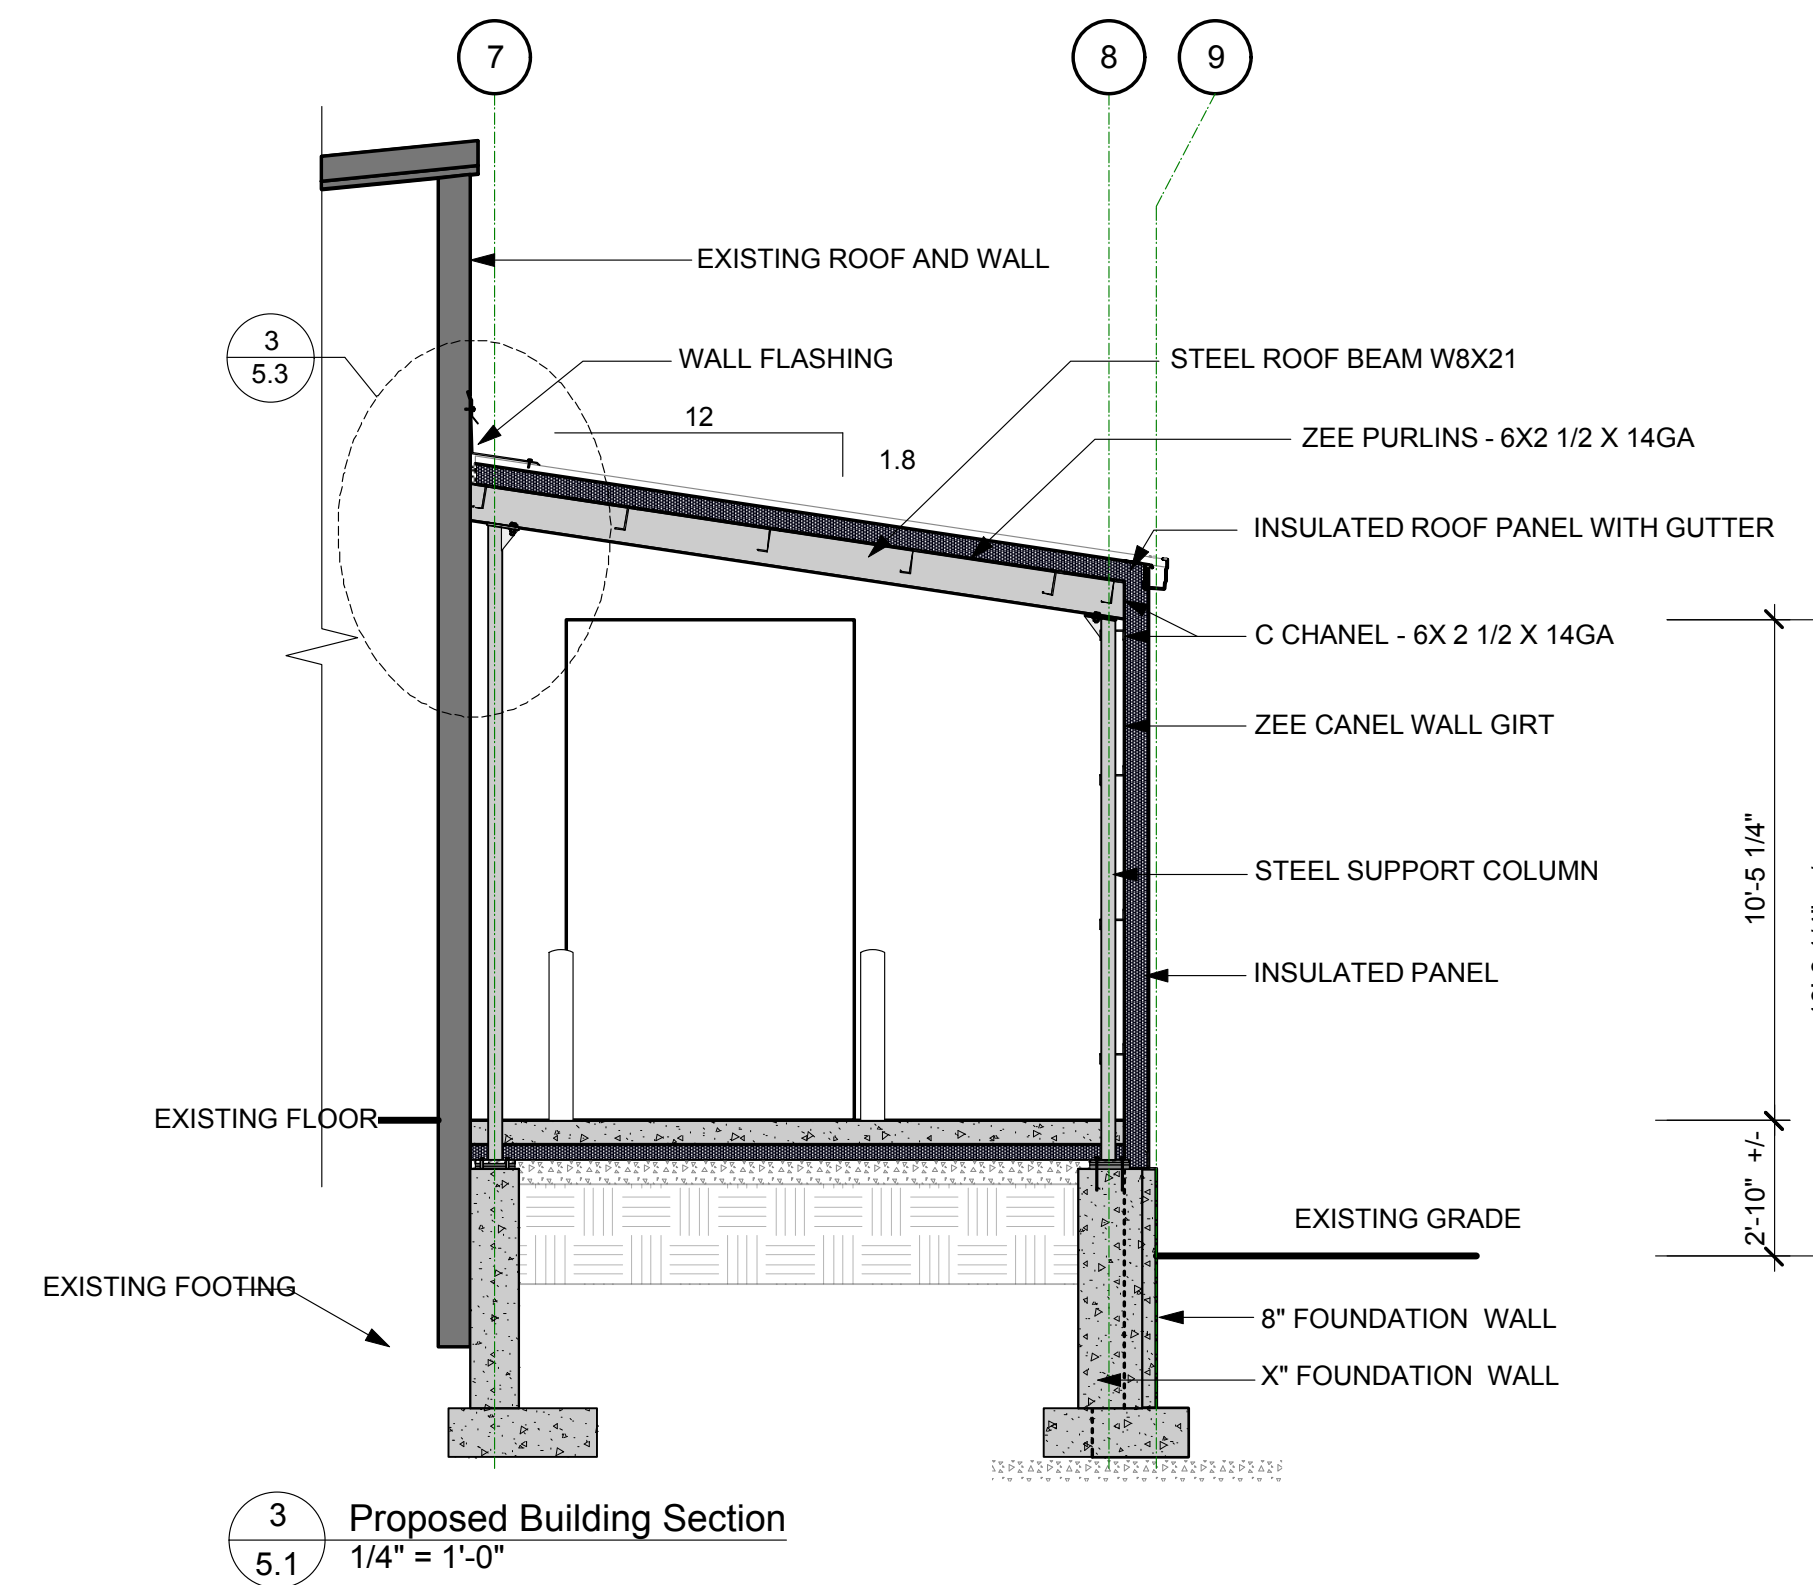 7
8
9
EXISTING ROOF AND WALL
3
5.3
WALL FLASHING
STEEL ROOF BEAM W8X21
12
1.8
ZEE PURLINS - 6X2 1/2 X 14GA
INSULATED ROOF PANEL WITH GUTTER
C CHANEL - 6X 2 1/2 X 14GA
ZEE CANEL WALL GIRT
10'-5 1/4"
STEEL SUPPORT COLUMN
INSULATED PANEL
EXISTING FLOOR
2'-10" +/-
EXISTING GRADE
EXISTING FOOTING
8" FOUNDATION WALL
X" FOUNDATION WALL
3
5.1
Proposed Building Section
1/4" = 1'-0"